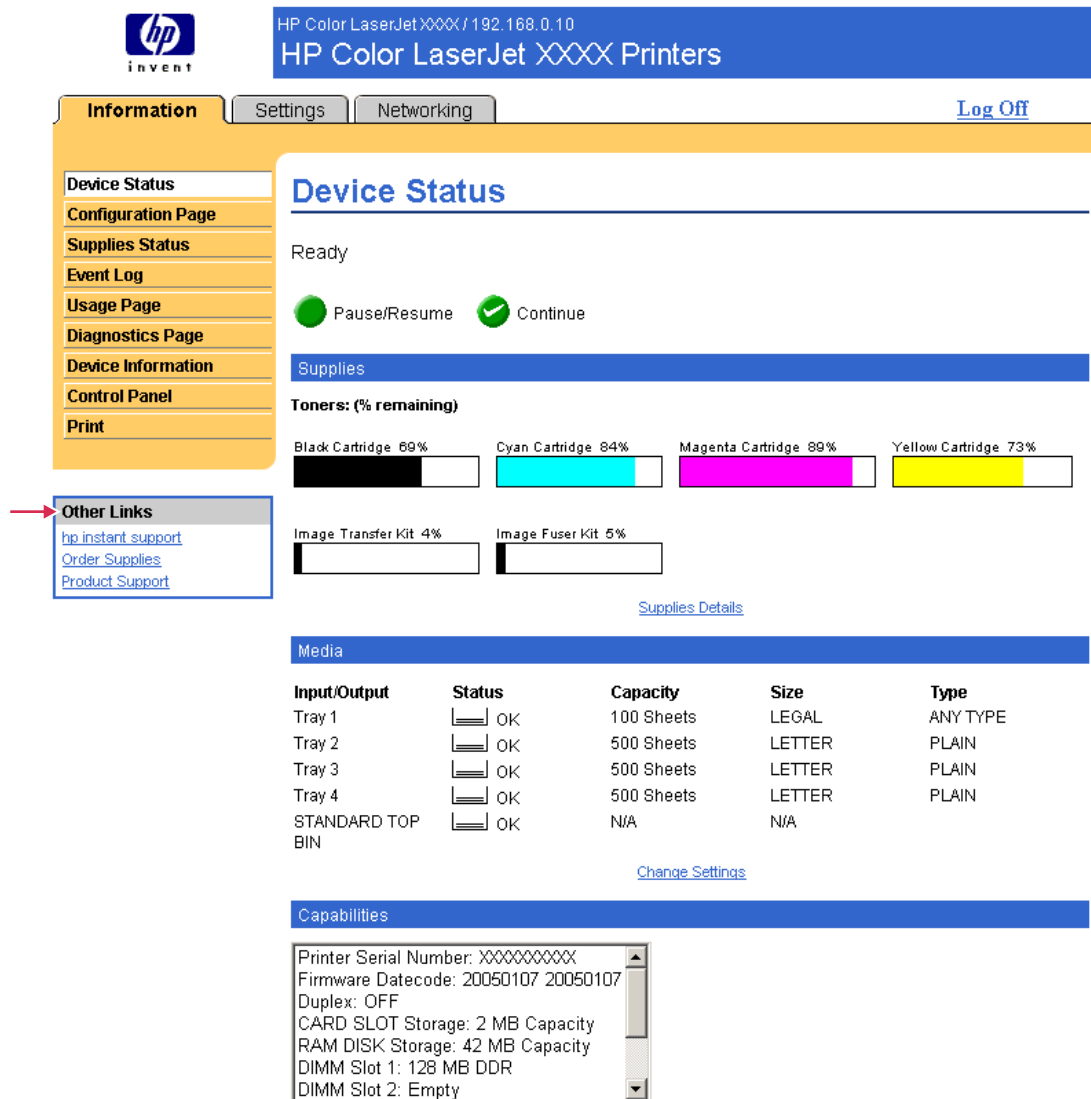 hp
invent
HP Color LaserJet XXXX / 192.168.0.10
HP Color LaserJet XXXX Printers
Information
Settings
Networking
Log Off
Device Status
Configuration Page
Supplies Status
Event Log
Usage Page
Diagnostics Page
Device Information
Control Panel
Print
Other Links
hp instant support
Order Supplies
Product Support
Device Status
Ready
Pause/Resume
Continue
Supplies
Toners: (% remaining)
Black Cartridge 69%
Cyan Cartridge 84%
Magenta Cartridge 89%
Yellow Cartridge 73%
Image Transfer Kit 4%
Image Fuser Kit 5%
Supplies Details
Media
Input/Output Status Capacity Size Type
Tray 1 OK 100 Sheets LEGAL ANY TYPE
Tray 2 OK 500 Sheets LETTER PLAIN
Tray 3 OK 500 Sheets LETTER PLAIN
Tray 4 OK 500 Sheets LETTER PLAIN
STANDARD TOP OK N/A N/A
BIN
Change Settings
Capabilities
Printer Serial Number: XXXXXXXXXX
Firmware Datecode: 20050107 20050107
Duplex: OFF
CARD SLOT Storage: 2 MB Capacity
RAM DISK Storage: 42 MB Capacity
DIMM Slot 1: 128 MB DDR
DIMM Slot 2: Empty